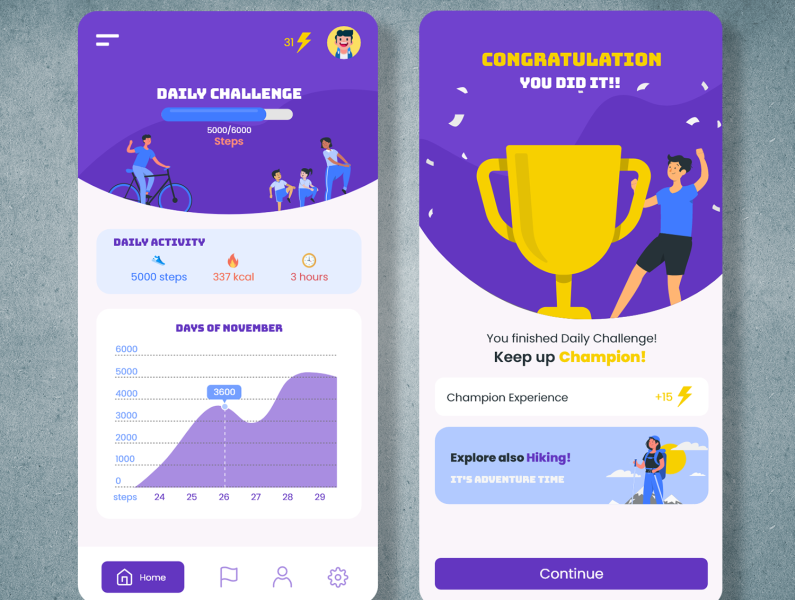 31
DAILY CHALLENGE
5000/6000
Steps
DAILY ACTIVITY
5000 steps 337 kcal 3 hours
DAYS OF NOVEMBER
6000
5000
4000
3600
3000
2000
1000
0
steps 24 25 26 27 28 29
Home
CONGRATULATION
YOU DID IT!!
You finished Daily Challenge!
Keep up Champion!
Champion Experience +15
Explore also Hiking!
IT'S ADVENTURE TIME
Continue